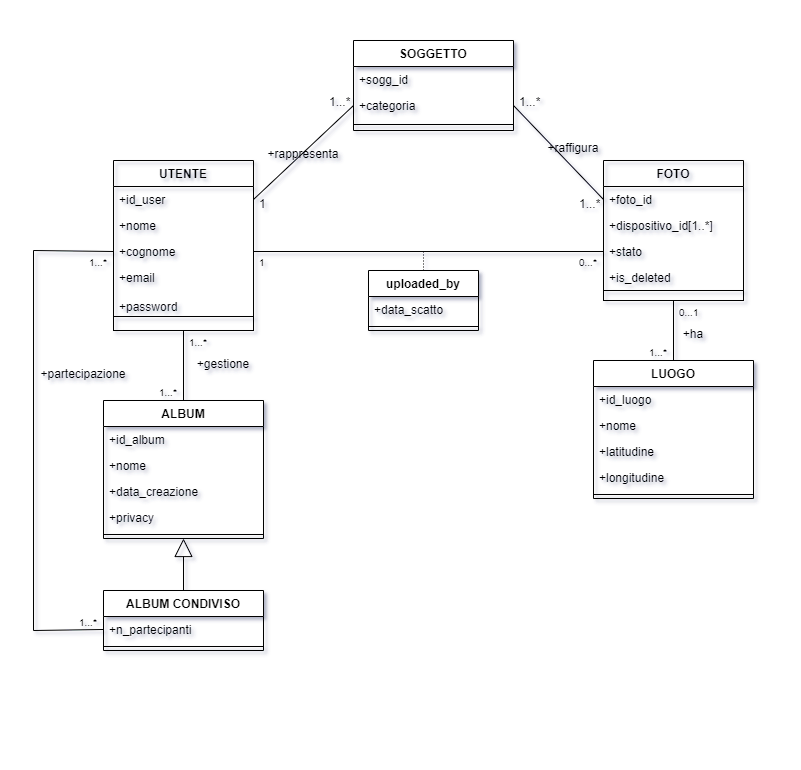 SOGGETTO
+sogg_id
+categoria
1...*
1...*
+rappresenta
+raffigura
1
1...*
UTENTE
+id_user
+nome
+cognome
+email
+password
FOTO
+foto_id
+dispositivo_id[1..*]
+stato
+is_deleted
1...*
1
0...*
uploaded_by
+data_scatto
0...1
+ha
1...*
1...*
+gestione
1...*
+partecipazione
LUOGO
+id_luogo
+nome
+latitudine
+longitudine
ALBUM
+id_album
+nome
+data_creazione
+privacy
ALBUM CONDIVISO
+n_partecipanti
1...*